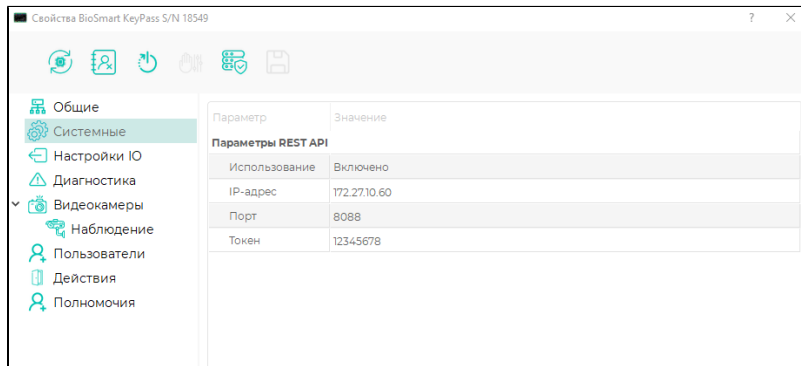 Свойства BioSmart KeyPass S/N 18549
?
Общие
Системные
Настройки IO
Диагностика
Видеокамеры
Наблюдение
Пользователи
Действия
Полномочия
Параметр Значение
Параметры REST API
Использование Включено
IP-адрес 172.27.10.60
Порт 8088
Токен 12345678